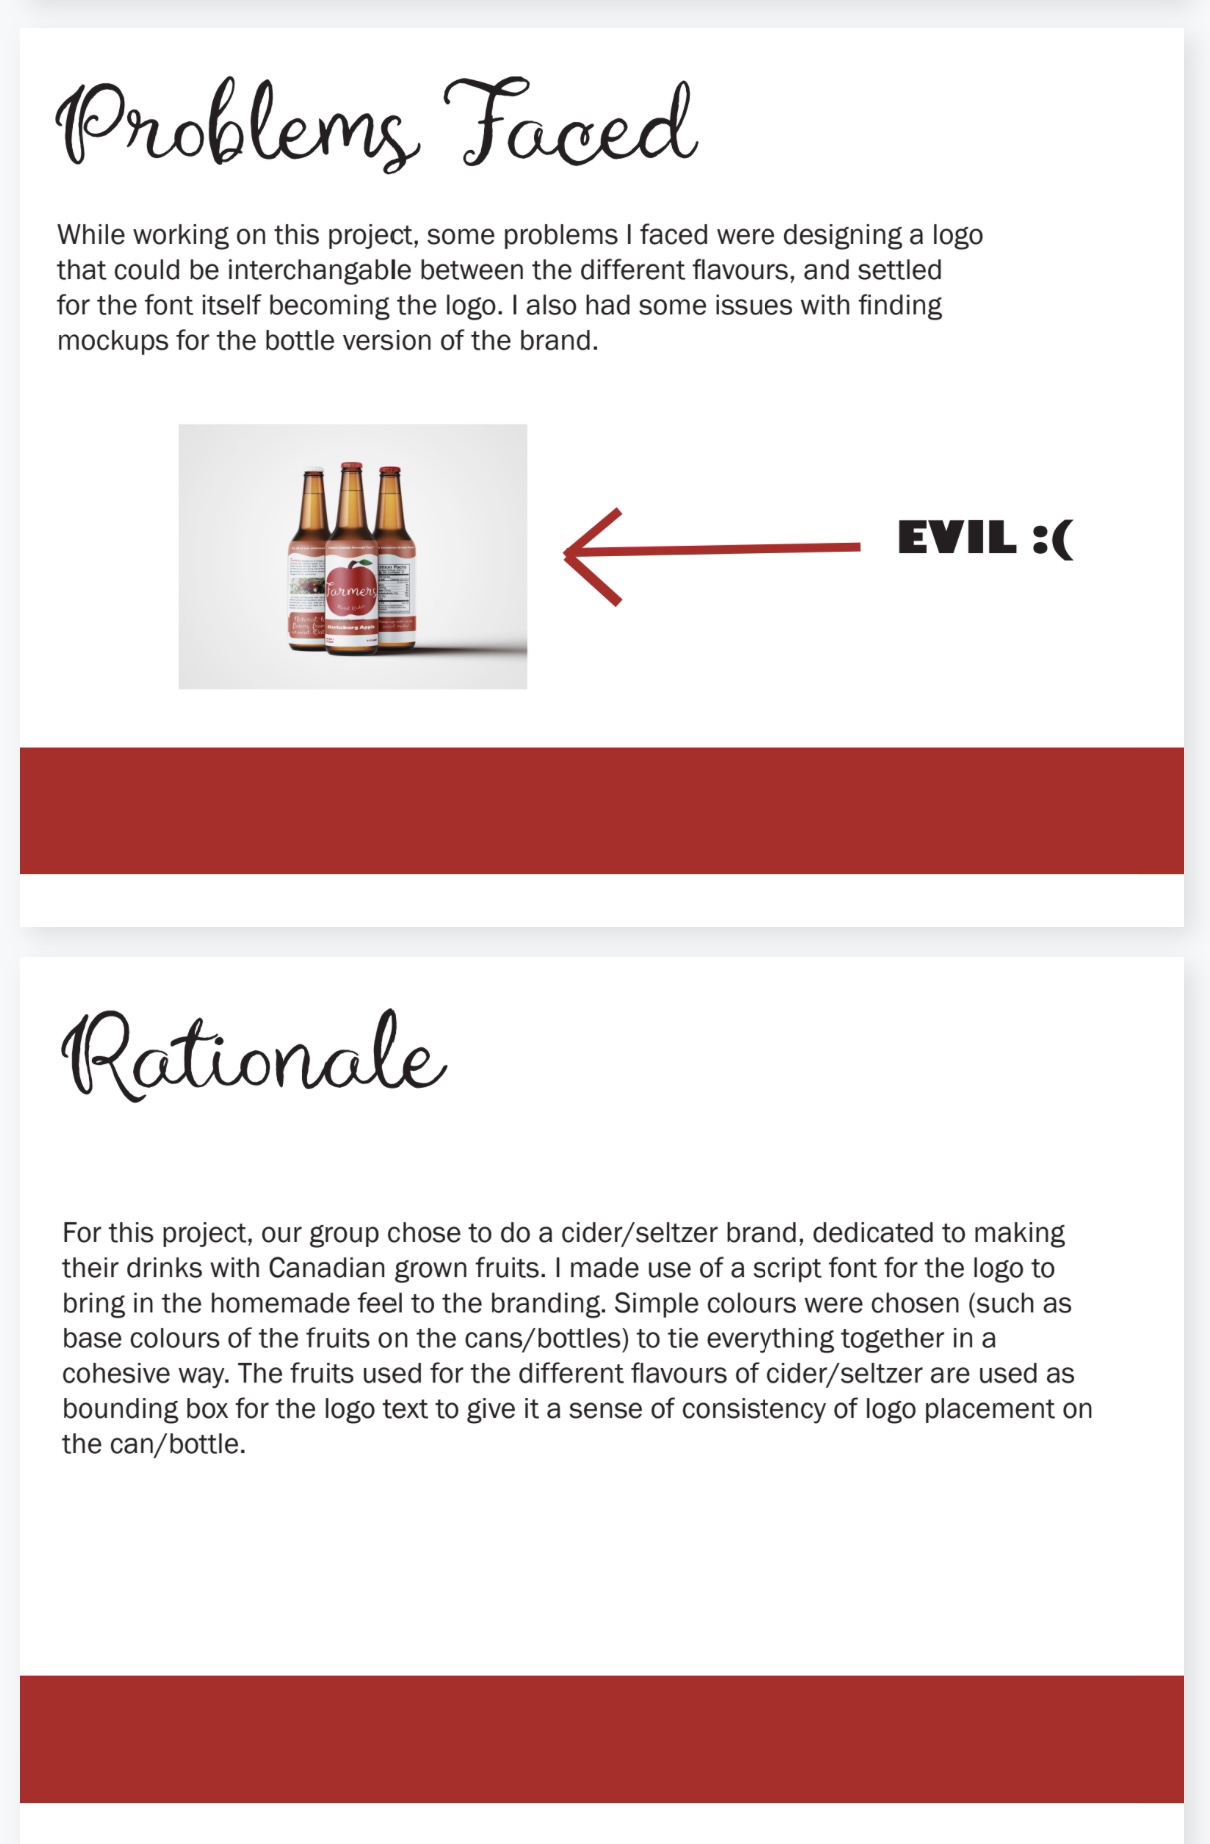 Problems Faced
While working on this project, some problems I faced were designing a logo
that could be interchangable between the different flavours, and settled
for the font itself becoming the logo. I also had some issues with finding
mockups for the bottle version of the brand.
Farmers
Hard Cider
EVIL :(
Rationale
For this project, our group chose to do a cider/seltzer brand, dedicated to making
their drinks with Canadian grown fruits. I made use of a script font for the logo to
bring in the homemade feel to the branding. Simple colours were chosen (such as
base colours of the fruits on the cans/bottles) to tie everything together in a
cohesive way. The fruits used for the different flavours of cider/seltzer are used as
bounding box for the logo text to give it a sense of consistency of logo placement on
the can/bottle.